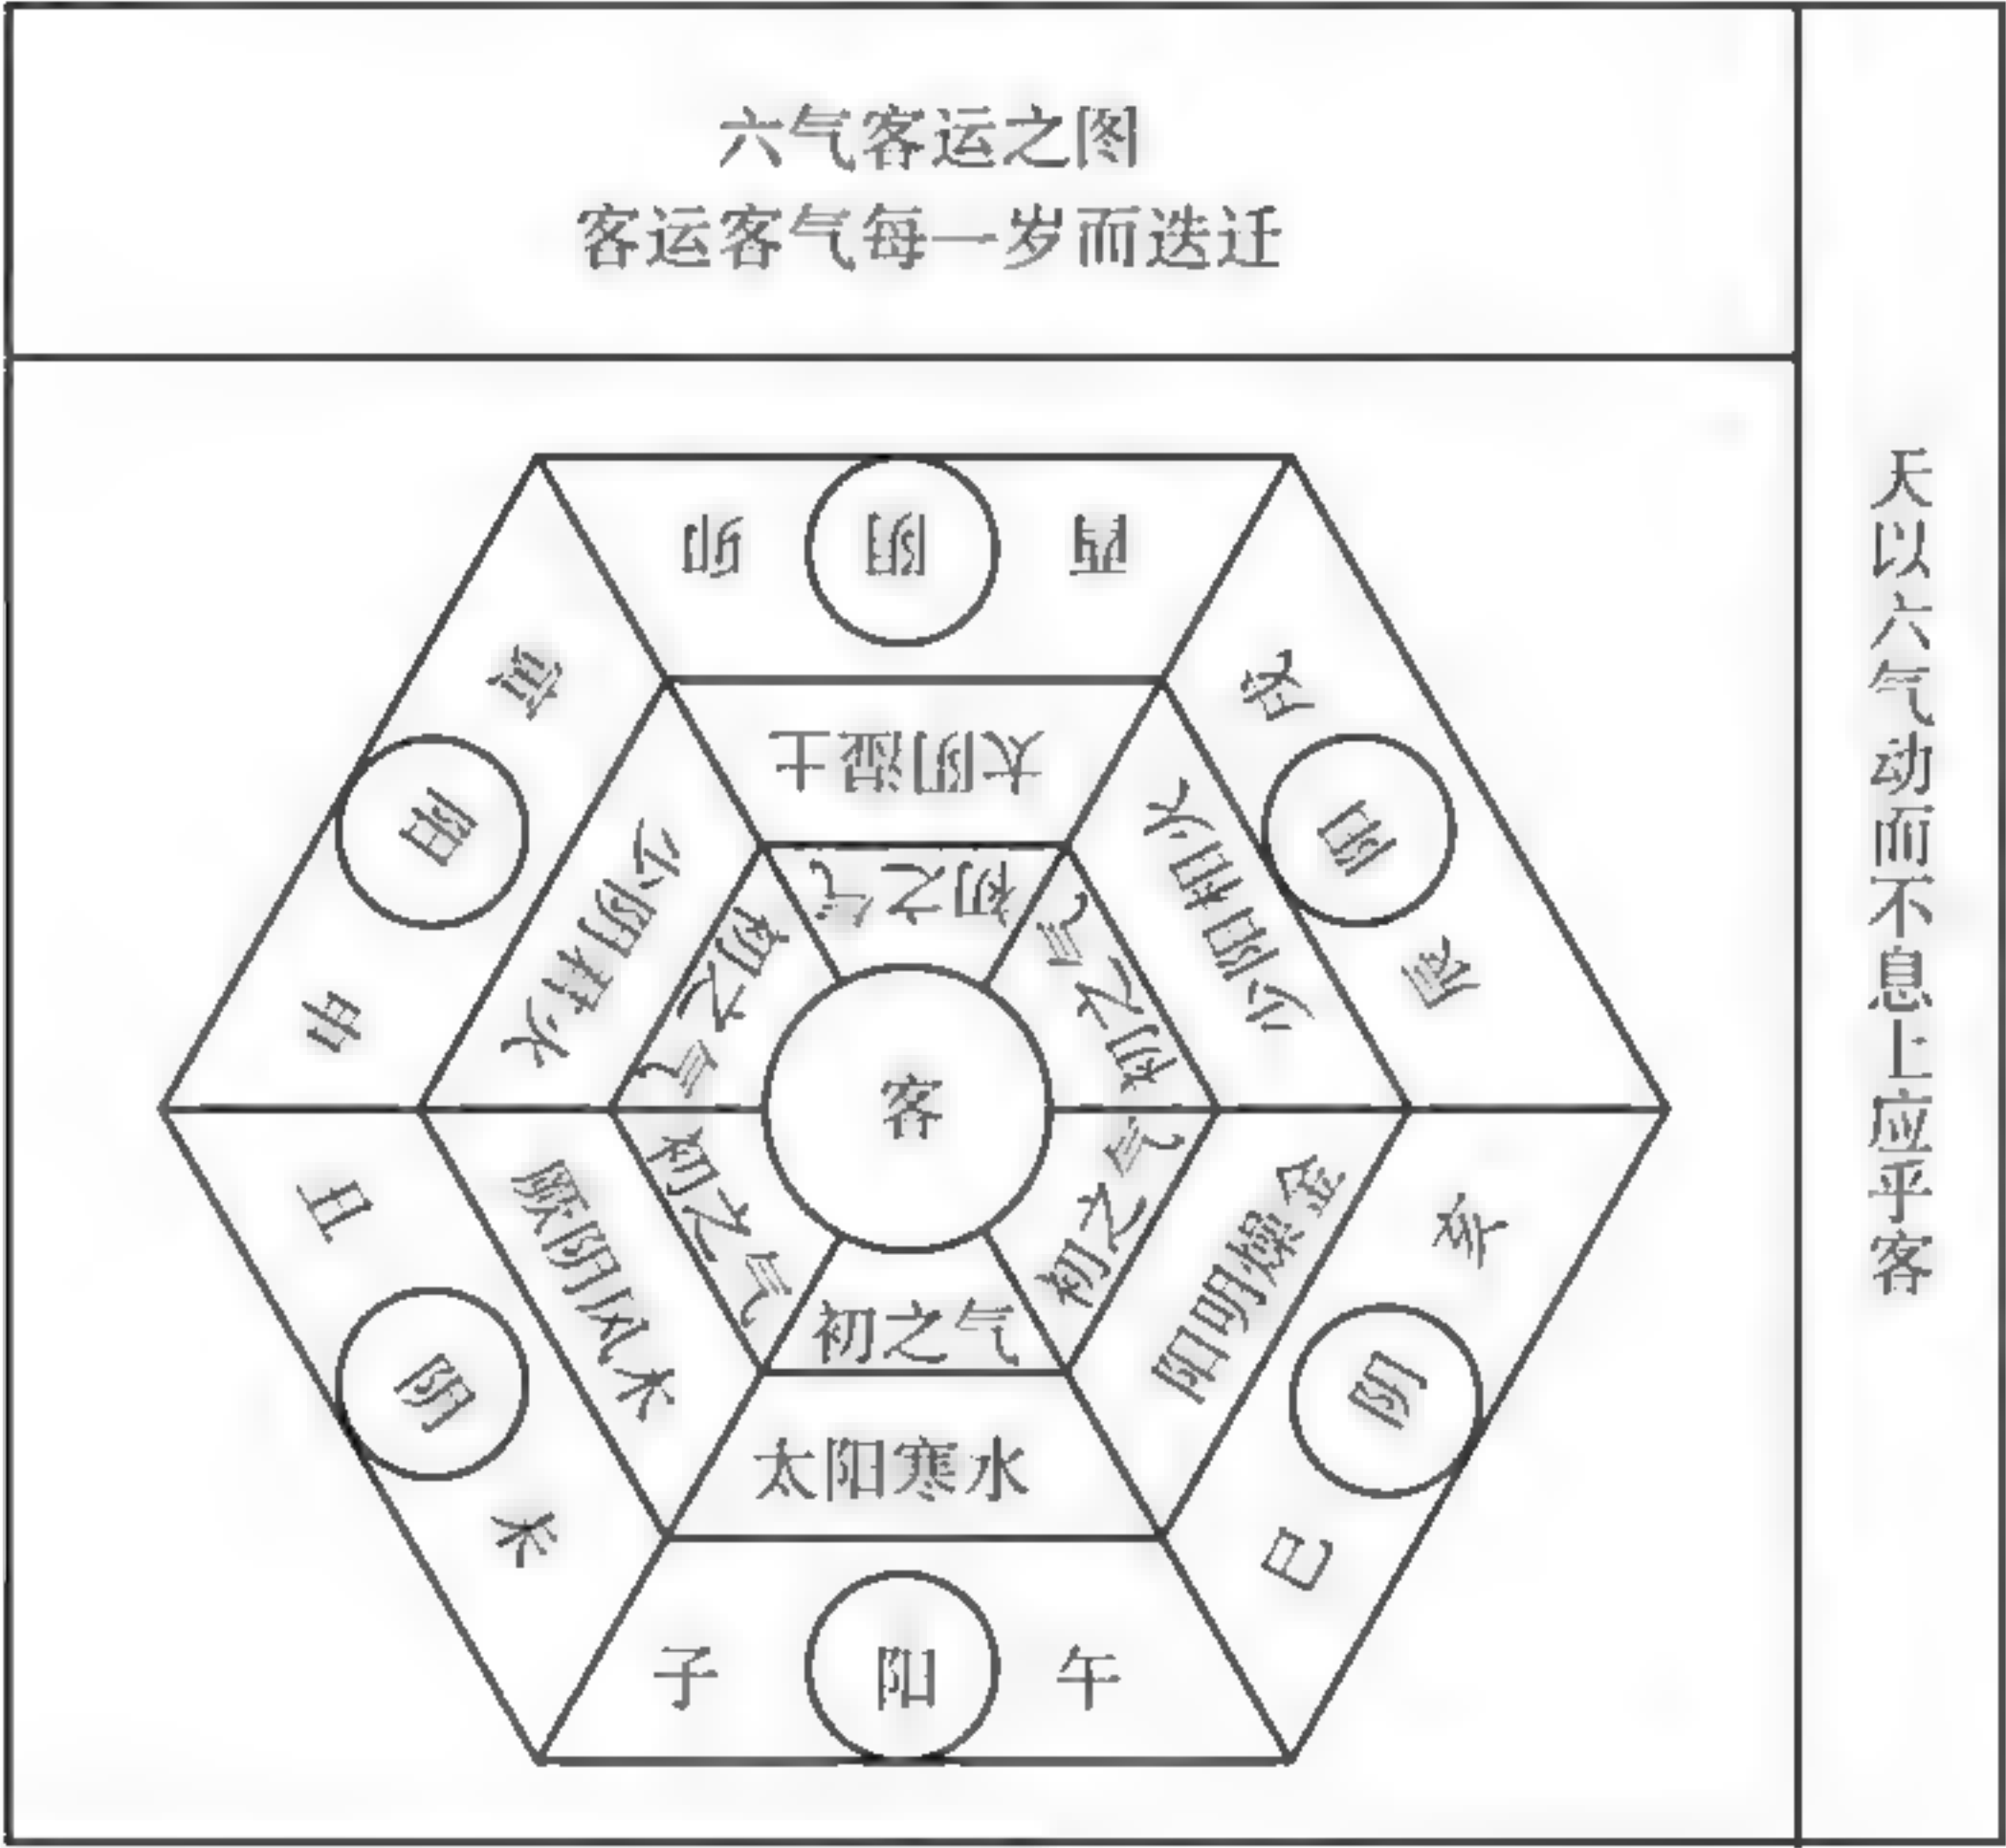 六气客运之图
客运客气每一岁而迭迁
天以六气动而不息上应乎客
卯 阴 酉
太阴湿土
初之气
戌 阳 辰
少阳相火
初之气
亥 阴 巳
阳明燥金
初之气
子 阳 午
太阳寒水
初之气
丑 阴 未
厥阴风木
初之气
寅 阳 申
少阴君火
初之气
客